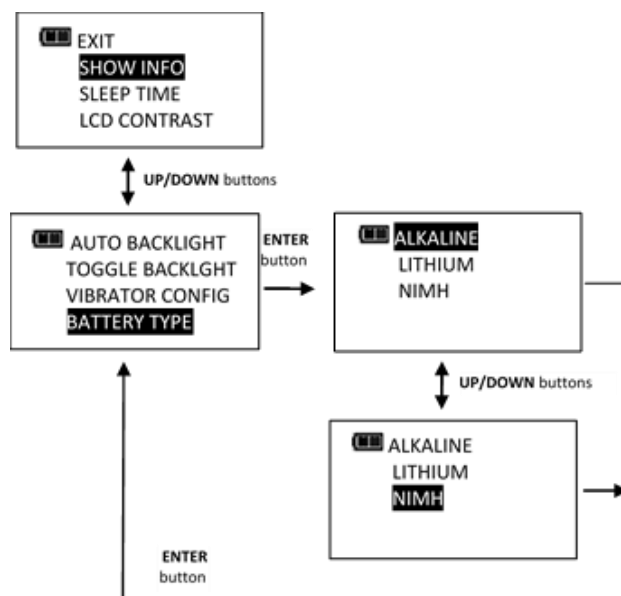 EXIT
SHOW INFO
SLEEP TIME
LCD CONTRAST
UP/DOWN buttons
AUTO BACKLIGHT
TOGGLE BACKLGHT
VIBRATOR CONFIG
BATTERY TYPE
ENTER
button
ALKALINE
LITHIUM
NIMH
UP/DOWN buttons
ALKALINE
LITHIUM
NIMH
ENTER
button